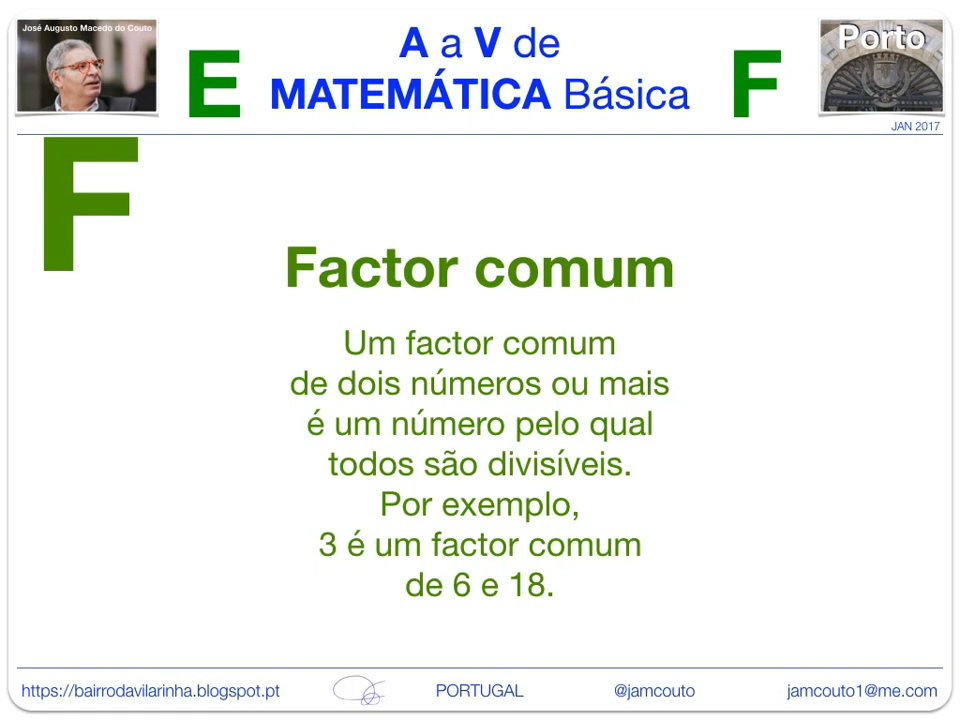 José Augusto Macedo do Couto
E
A a V de
MATEMÁTICA Básica
F
Porto
JAN 2017
F
Factor comum
Um factor comum
de dois números ou mais
é um número pelo qual
todos são divisíveis.
Por exemplo,
3 é um factor comum
de 6 e 18.
https://bairrodavilarinha.blogspot.pt
PORTUGAL
@jamcouto
jamcouto1@me.com